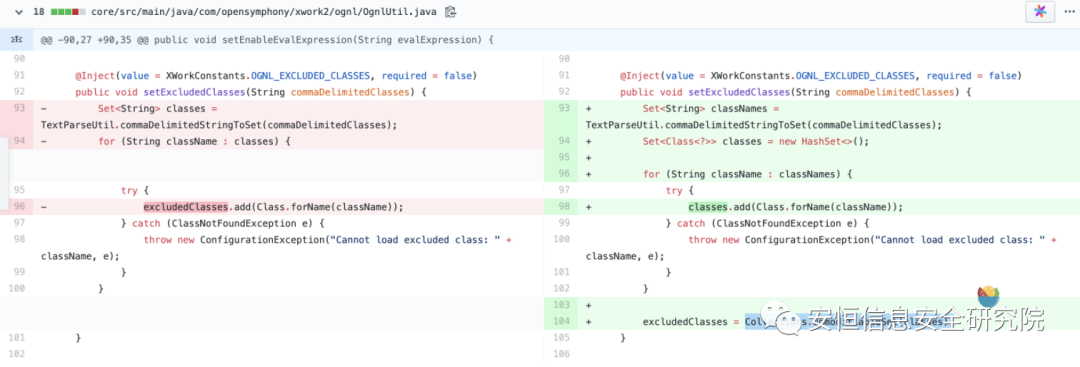 18 core/src/main/java/com/opensymphony/xwork2/ognl/OgnlUtil.java
@@ -90,27 +90,35 @@ public void setEnableEvalExpression(String evalExpression) {
90
91 @Inject(value = XWorkConstants.OGNL_EXCLUDED_CLASSES, required = false)
92 public void setExcludedClasses(String commaDelimitedClasses) {
93 - Set<String> classes =
TextParseUtil.commaDelimitedStringToSet(commaDelimitedClasses);
94 - for (String className : classes) {
95 try {
96 - excludedClasses.add(Class.forName(className));
97 } catch (ClassNotFoundException e) {
98 throw new ConfigurationException("Cannot load excluded class: " +
className, e);
99 }
100 }
101 }
102
90
91 @Inject(value = XWorkConstants.OGNL_EXCLUDED_CLASSES, required = false)
92 public void setExcludedClasses(String commaDelimitedClasses) {
93 + Set<String> classNames =
TextParseUtil.commaDelimitedStringToSet(commaDelimitedClasses);
94 + Set<Class<?>> classes = new HashSet<>();
95 +
96 + for (String className : classNames) {
97 try {
98 + classes.add(Class.forName(className));
99 } catch (ClassNotFoundException e) {
100 throw new ConfigurationException("Cannot load excluded class: " +
className, e);
101 }
102 }
103 +
104 + excludedClasses =
105 }
106
安恒信息安全研究院